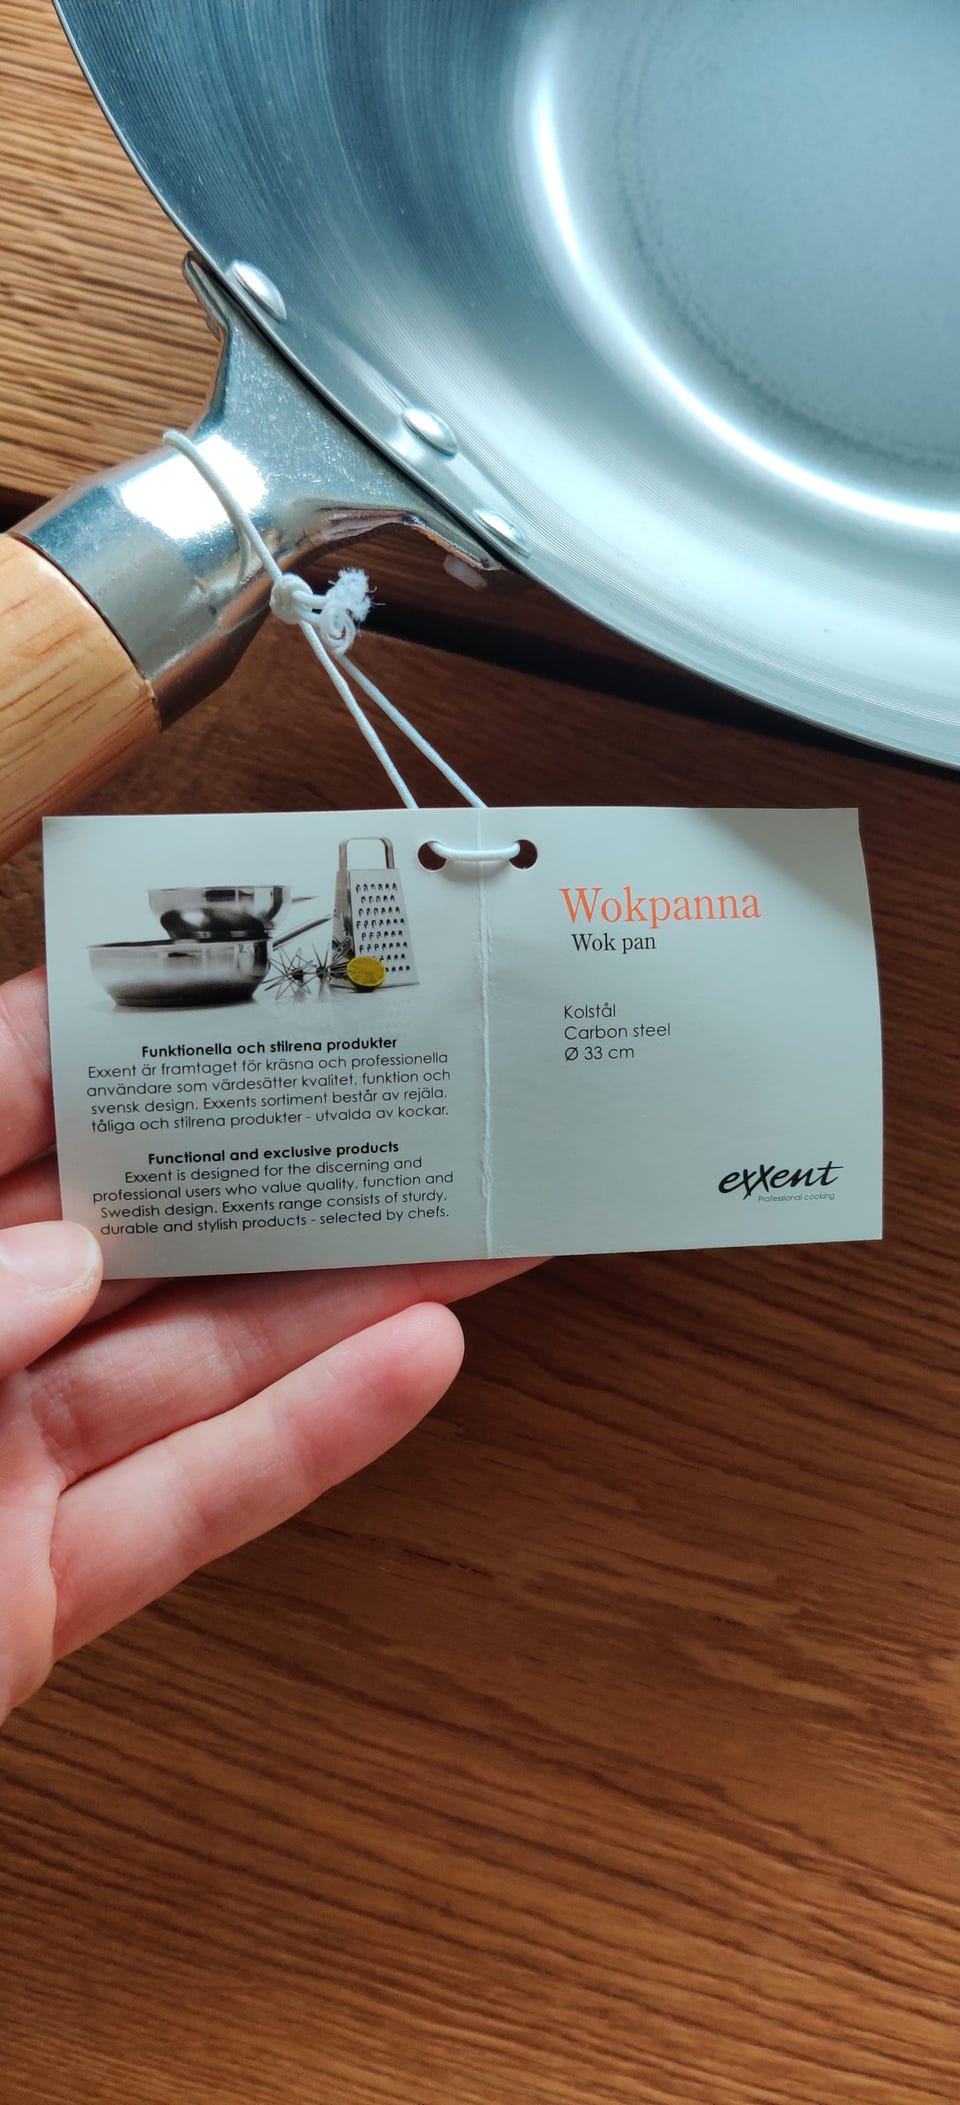 Funktionella och stilrena produkter
Exxent är framtaget för kräsna och professionella
användare som värdesätter kvalitet, funktion och
svensk design. Exxents sortiment består av rejäla,
tåliga och stilrena produkter - utvalda av kockar.
Functional and exclusive products
Exxent is designed for the discerning and
professional users who value quality, function and
Swedish design. Exxents range consists of sturdy,
durable and stylish products - selected by chefs.
Wokpanna
Wok pan
Kolstål
Carbon steel
Ø 33 cm
exxent
Professional cooking